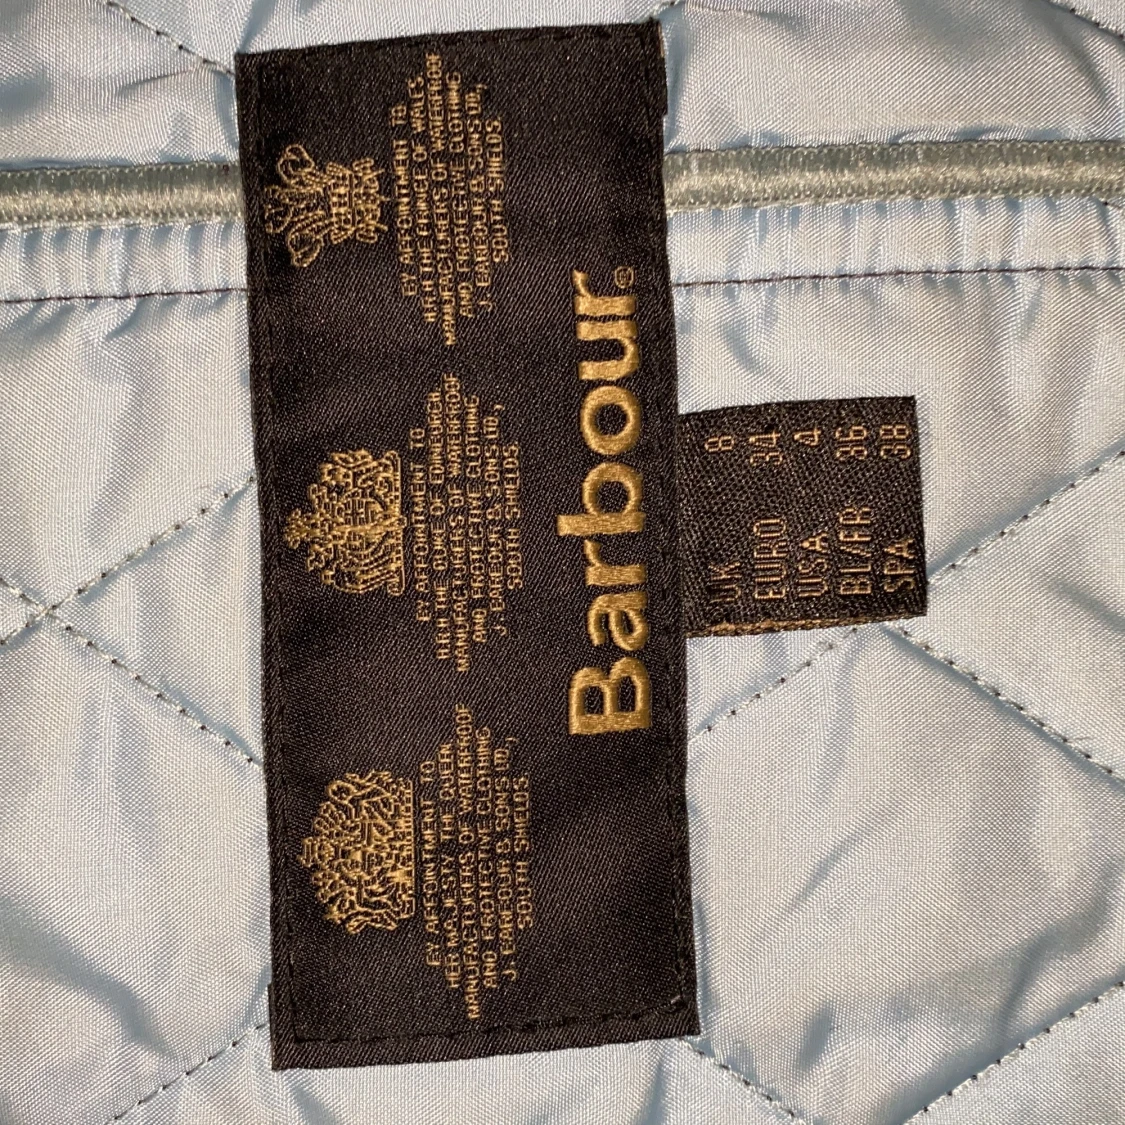 BY APPOINTMENT TO
HER MAJESTY THE QUEEN
MANUFACTURERS OF WATERPROOF
AND PROTECTIVE CLOTHING
J. BARBOUR & SONS LTD.,
SOUTH SHIELDS.
BY APPOINTMENT TO
H.R.H. THE DUKE OF EDINBURGH
MANUFACTURERS OF WATERPROOF
AND PROTECTIVE CLOTHING
J. BARBOUR & SONS LTD.,
SOUTH SHIELDS
BY APPOINTMENT TO
H.R.H. THE PRINCE OF WALES
MANUFACTURERS OF WATERPROOF
AND PROTECTIVE CLOTHING
J. BARBOUR & SONS LTD.,
SOUTH SHIELDS
Barbour®
UK 8
EURO 34
USA 4
BI/FR 36
SPA 38